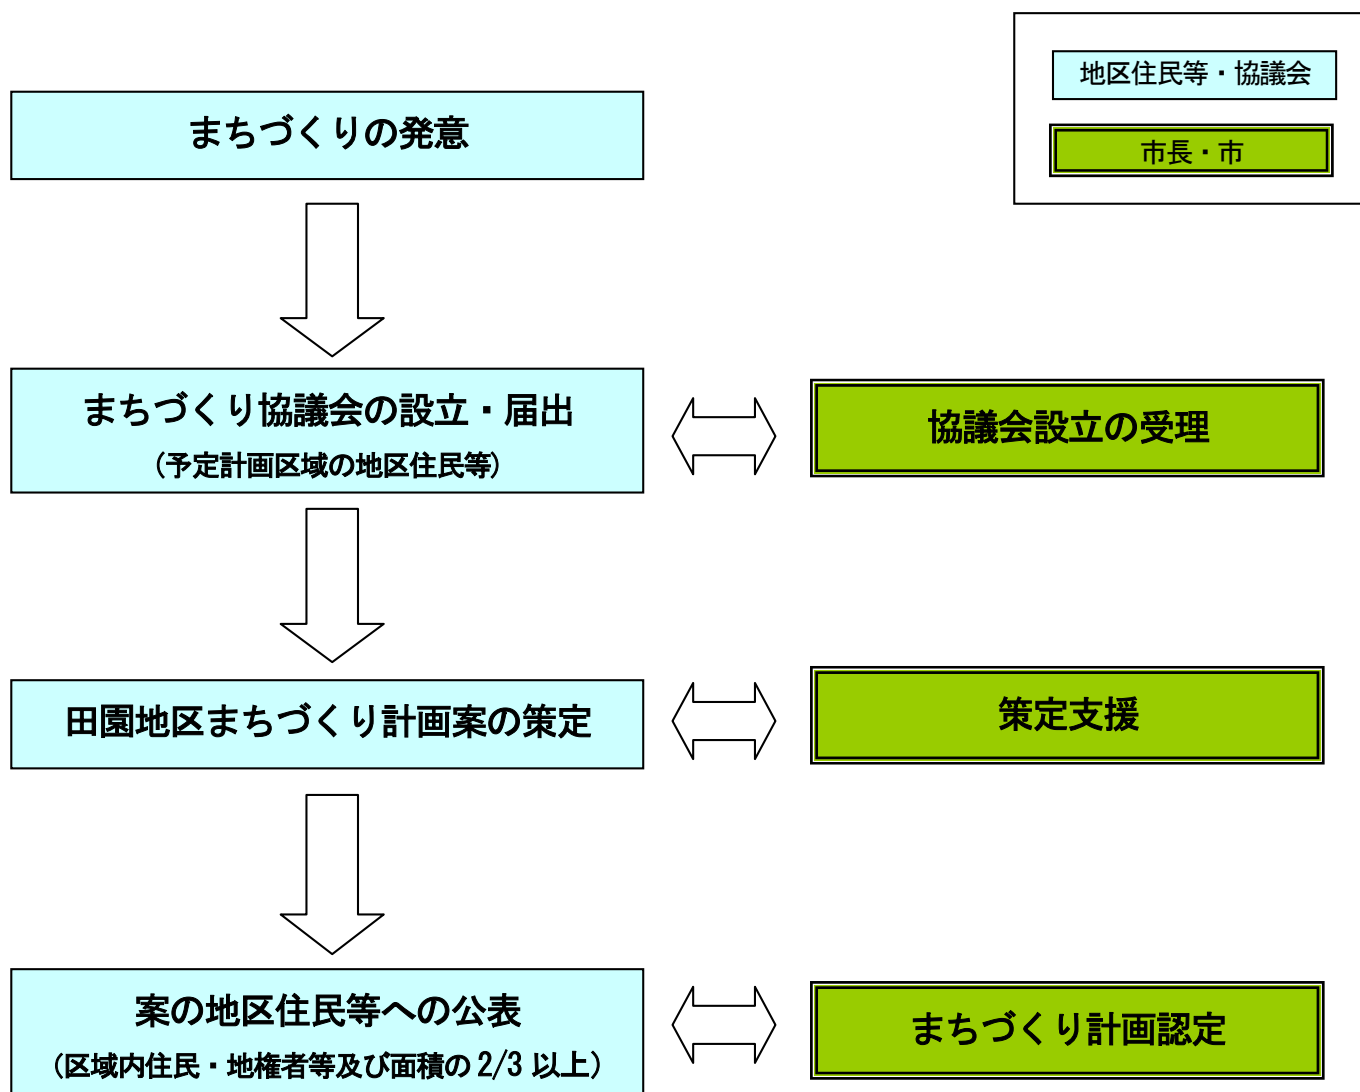 地区住民等・協議会
市長・市
まちづくりの発意
まちづくり協議会の設立・届出
(予定計画区域の地区住民等)
協議会設立の受理
田園地区まちづくり計画案の策定
策定支援
案の地区住民等への公表
(区域内住民・地権者等及び面積の 2/3 以上)
まちづくり計画認定